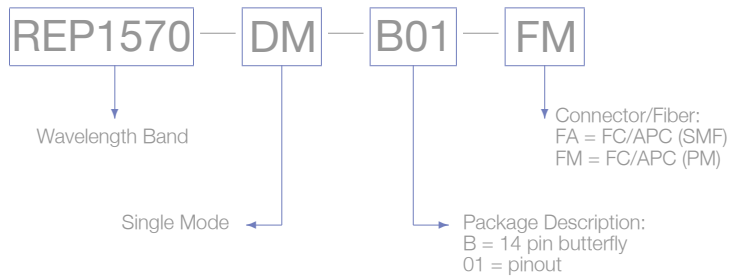 REP1570 — DM — B01 — FM
Wavelength Band
Connector/Fiber:
FA = FC/APC (SMF)
FM = FC/APC (PM)
Single Mode
Package Description:
B = 14 pin butterfly
01 = pinout